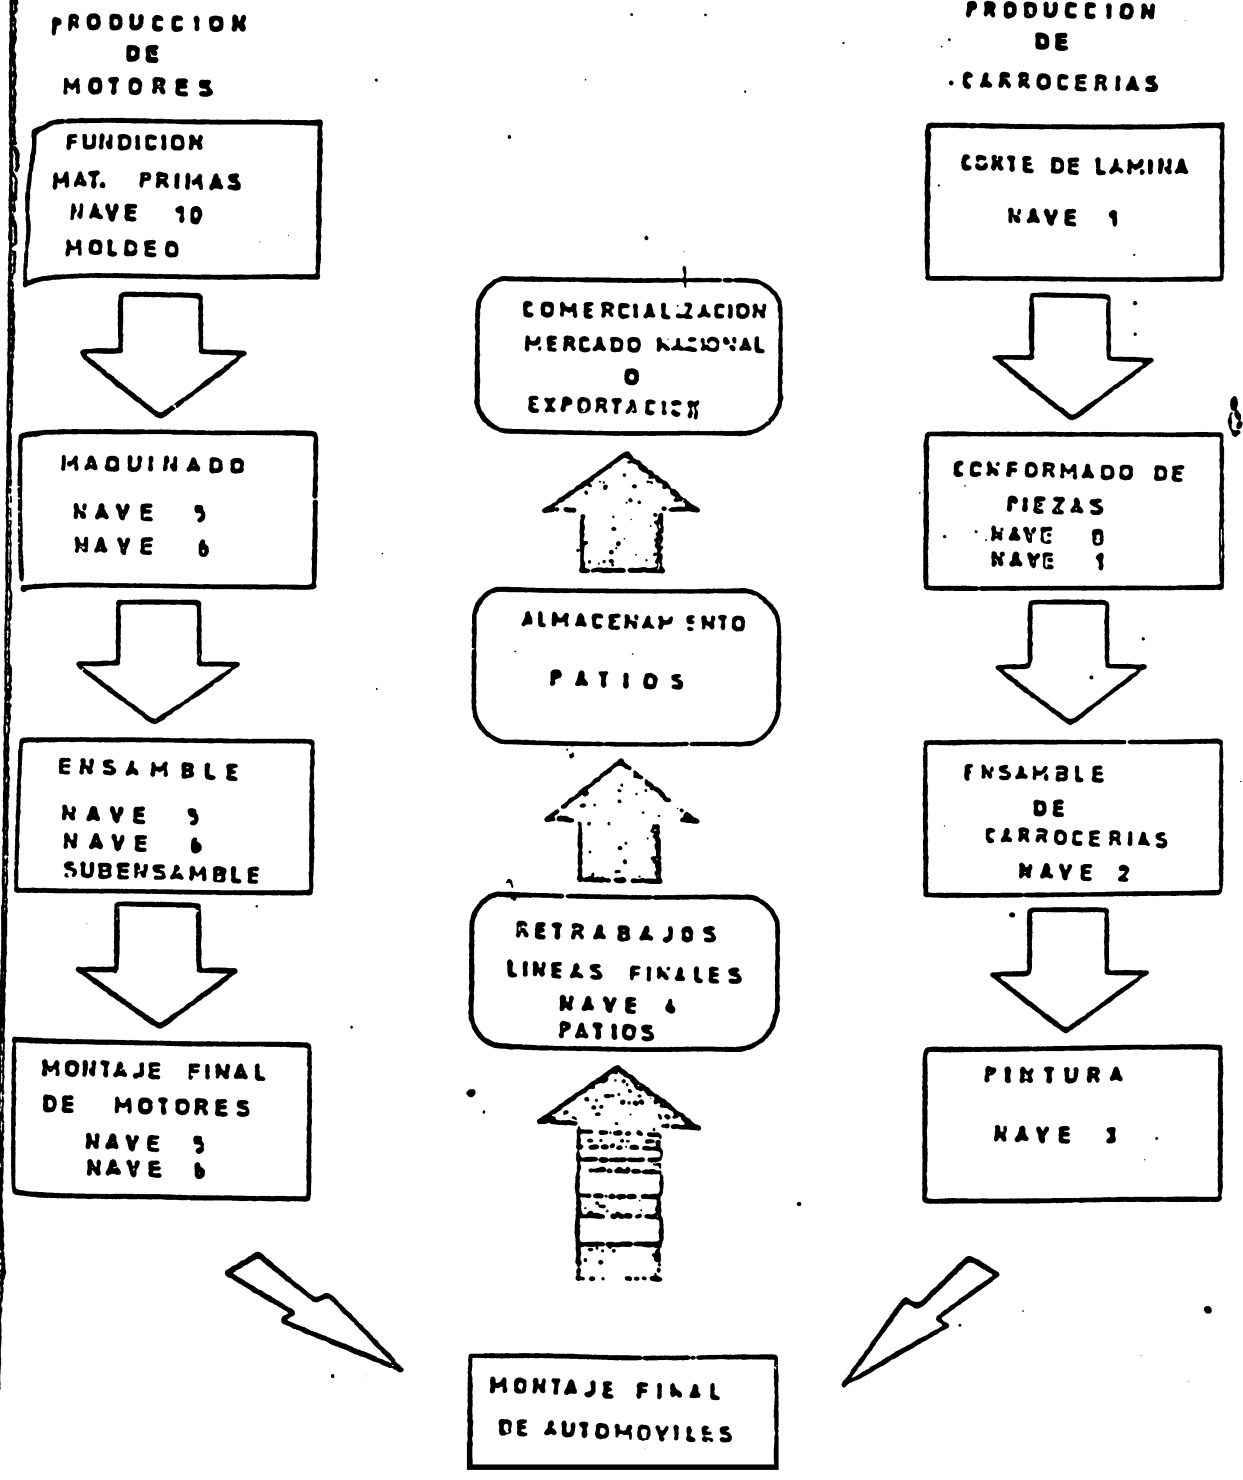 PRODUCCION
DE
MOTORES
FUNDICION
MAT. PRIMAS
NAVE 10
MOLDEO
MAQUINADO
NAVE 5
NAVE 6
ENSAMBLE
NAVE 5
NAVE 6
SUBENSAMBLE
MONTAJE FINAL
DE MOTORES
NAVE 5
NAVE 6
COMERCIALIZACION
MERCADO NACIONAL
O
EXPORTACION
ALMACENAMIENTO
PATIOS
RETRABAJOS
LINEAS FINALES
NAVE 4
PATIOS
MONTAJE FINAL
DE AUTOMOVILES
PRODUCCION
DE
CARROCERIAS
CORTE DE LAMINA
NAVE 1
CONFORMADO DE
PIEZAS
NAVE 0
NAVE 1
ENSAMBLE
DE
CARROCERIAS
NAVE 2
PINTURA
NAVE 3